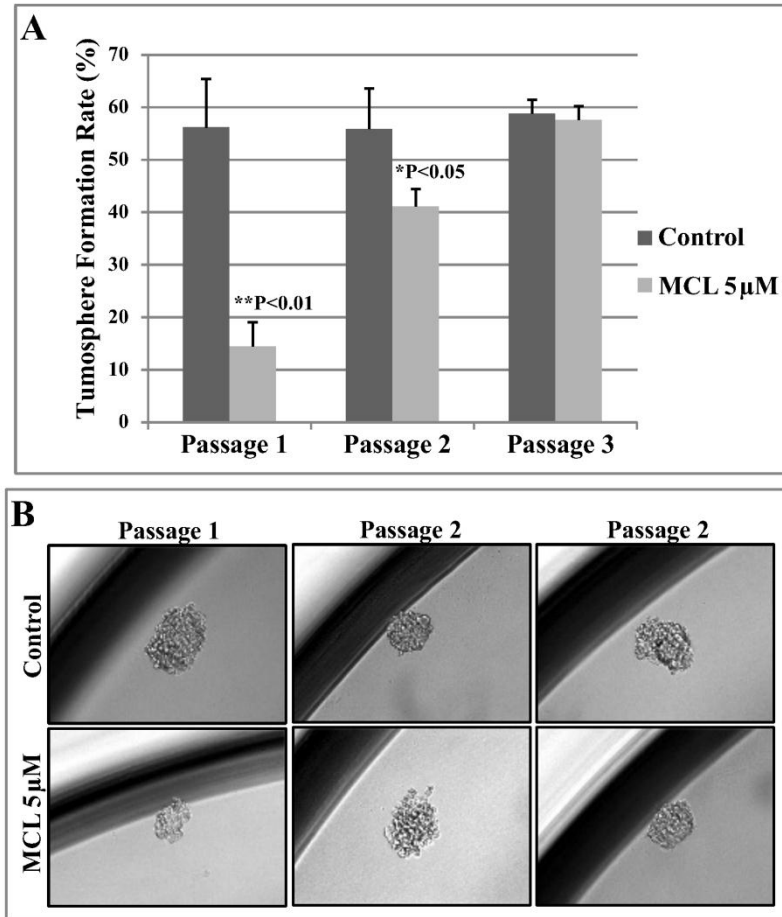 A
Tumosphere Formation Rate (%)
70
60
50
40
30
20
10
0
**P<0.01
*P<0.05
Passage 1
Passage 2
Passage 3
Control
MCL 5µM
B
Passage 1
Passage 2
Passage 2
Control
MCL 5µM